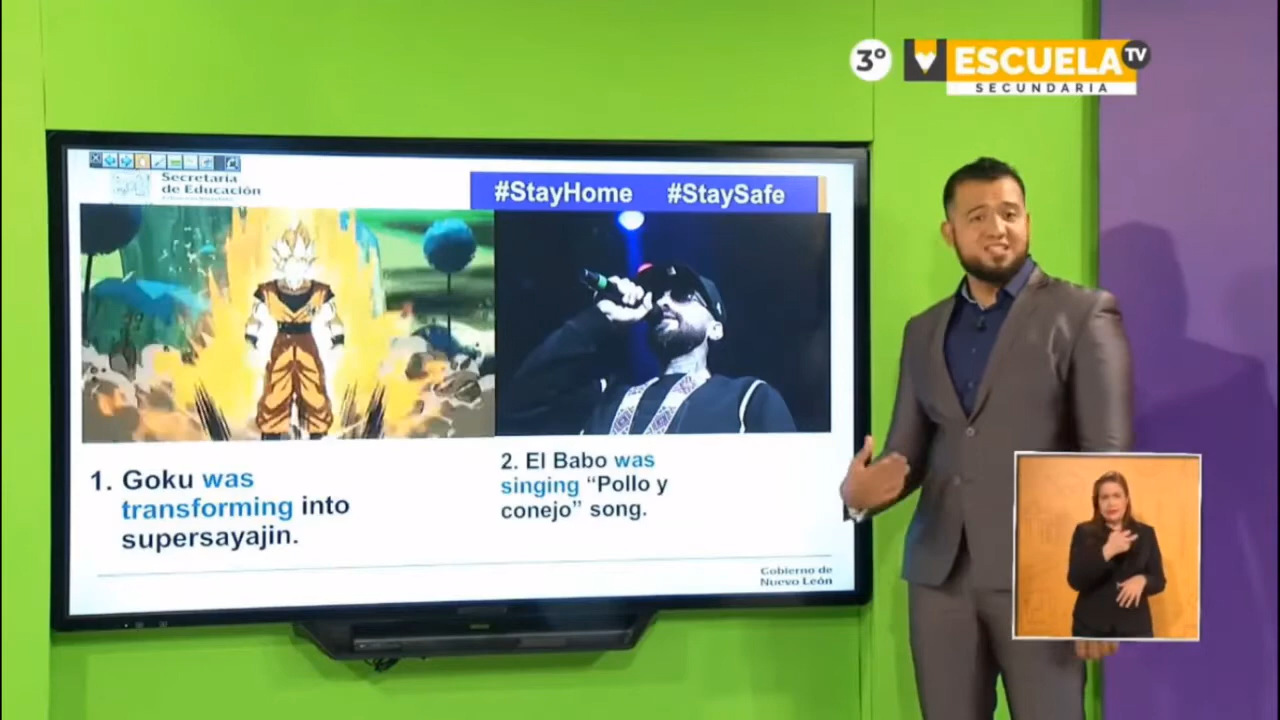 3º
ESCUELA TV
SECUNDARIA
Secretaría
de Educación
#StayHome #StaySafe
1. Goku was
transforming into
supersayajin.
2. El Babo was
singing “Pollo y
conejo” song.
Gobierno de
Nuevo León